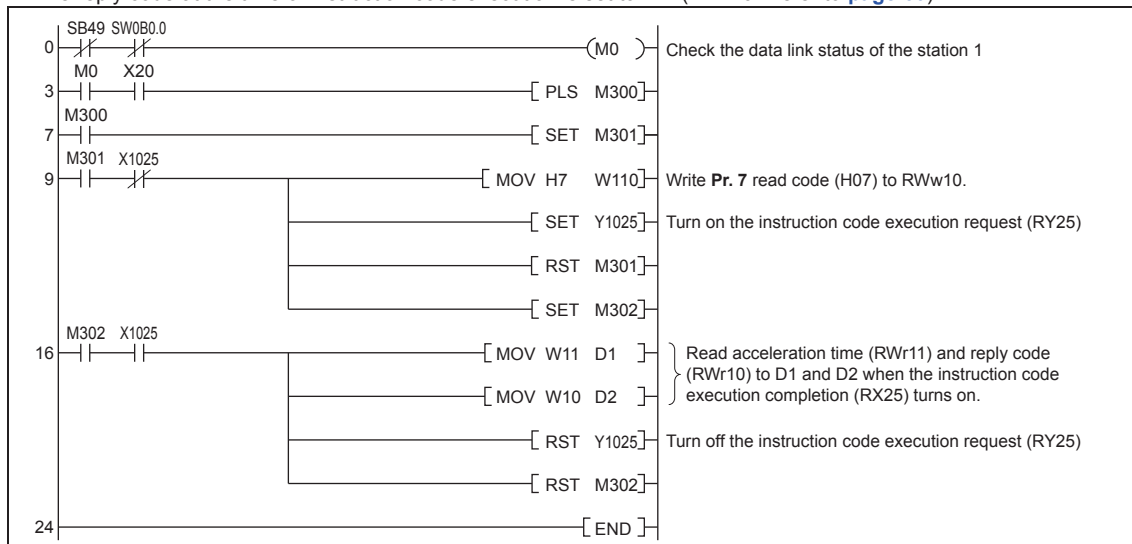 SB49 SW0B0.0
0 (M0 ) Check the data link status of the station 1
M0 X20
3 [ PLS M300]
M300
7 [ SET M301]
M301 X1025
9 [ MOV H7 W110] Write Pr. 7 read code (H07) to RWw10.
[ SET Y1025] Turn on the instruction code execution request (RY25)
[ RST M301]
[ SET M302]
M302 X1025
16 [ MOV W11 D1 ] Read acceleration time (RWr11) and reply code
(RWr10) to D1 and D2 when the instruction code
[ MOV W10 D2 ] execution completion (RX25) turns on.
[ RST Y1025] Turn off the instruction code execution request (RY25)
[ RST M302]
24 [ END ]